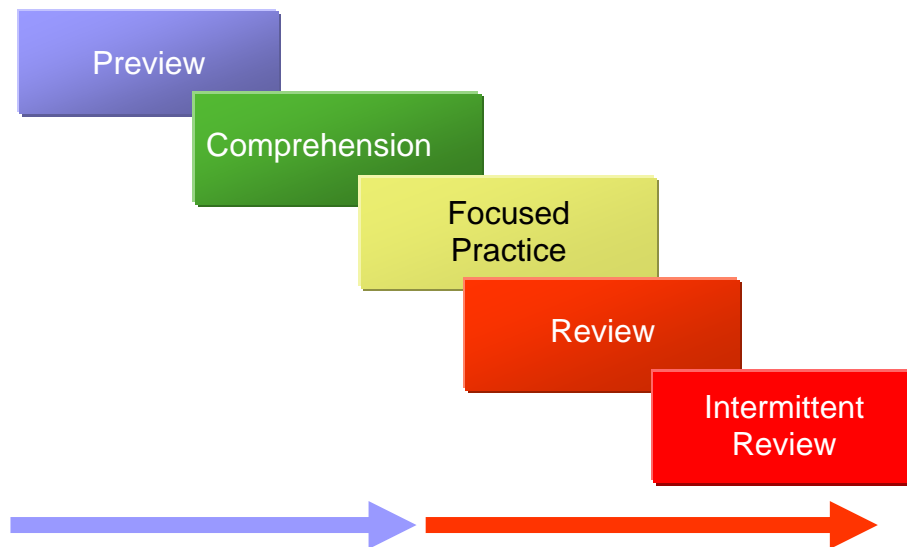 Preview
Comprehension
Focused
Practice
Review
Intermittent
Review